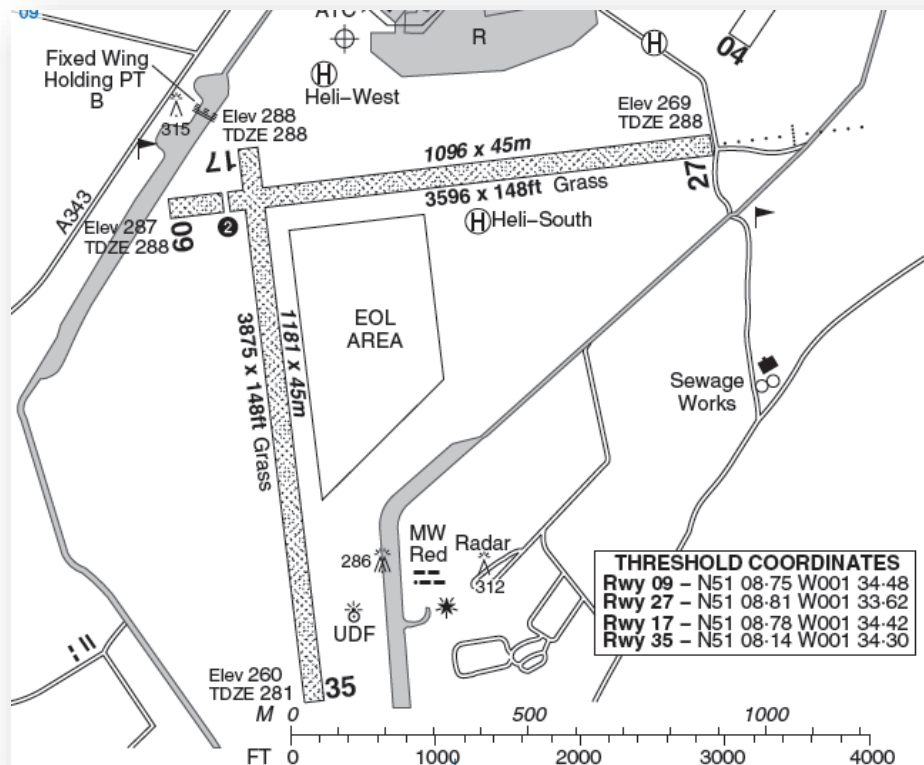 09
ATC
R
H
04
Fixed Wing
Holding PT
B
H
Heli-West
315
Elev 288
TDZE 288
17
Elev 269
TDZE 288
1096 x 45m
3596 x 148ft Grass
27
A343
Elev 287
TDZE 288
09
2
H Heli-South
EOL
AREA
1181 x 45m
3875 x 148ft Grass
Sewage
Works
MW
Red
Radar
286
312
UDF
THRESHOLD COORDINATES
Rwy 09 – N51 08·75 W001 34·48
Rwy 27 – N51 08·81 W001 33·62
Rwy 17 – N51 08·78 W001 34·42
Rwy 35 – N51 08·14 W001 34·30
Elev 260
TDZE 281
35
M 0 500 1000
FT 0 1000 2000 3000 4000